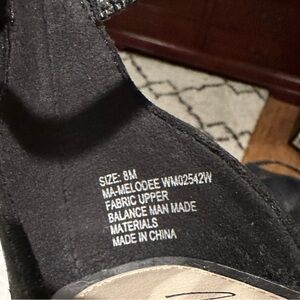 SIZE: 8M
MA-MELODEE WM02542W
FABRIC UPPER
BALANCE MAN MADE
MATERIALS
MADE IN CHINA